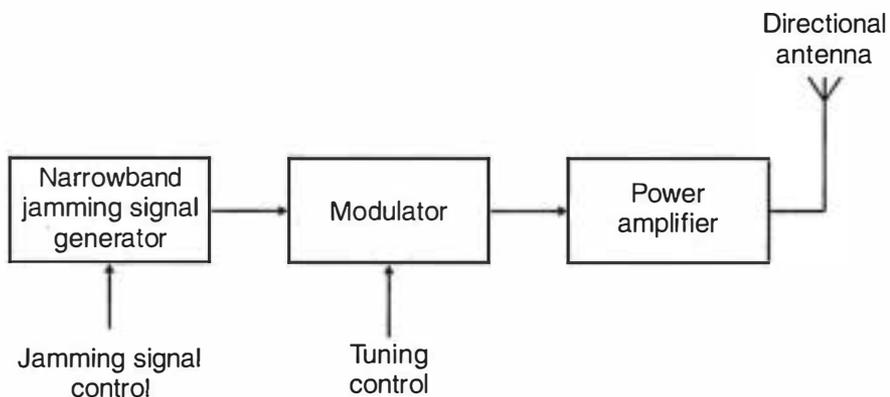 Directional
antenna
Narrowband
jamming signal
generator
Modulator
Power
amplifier
Jamming signal
control
Tuning
control